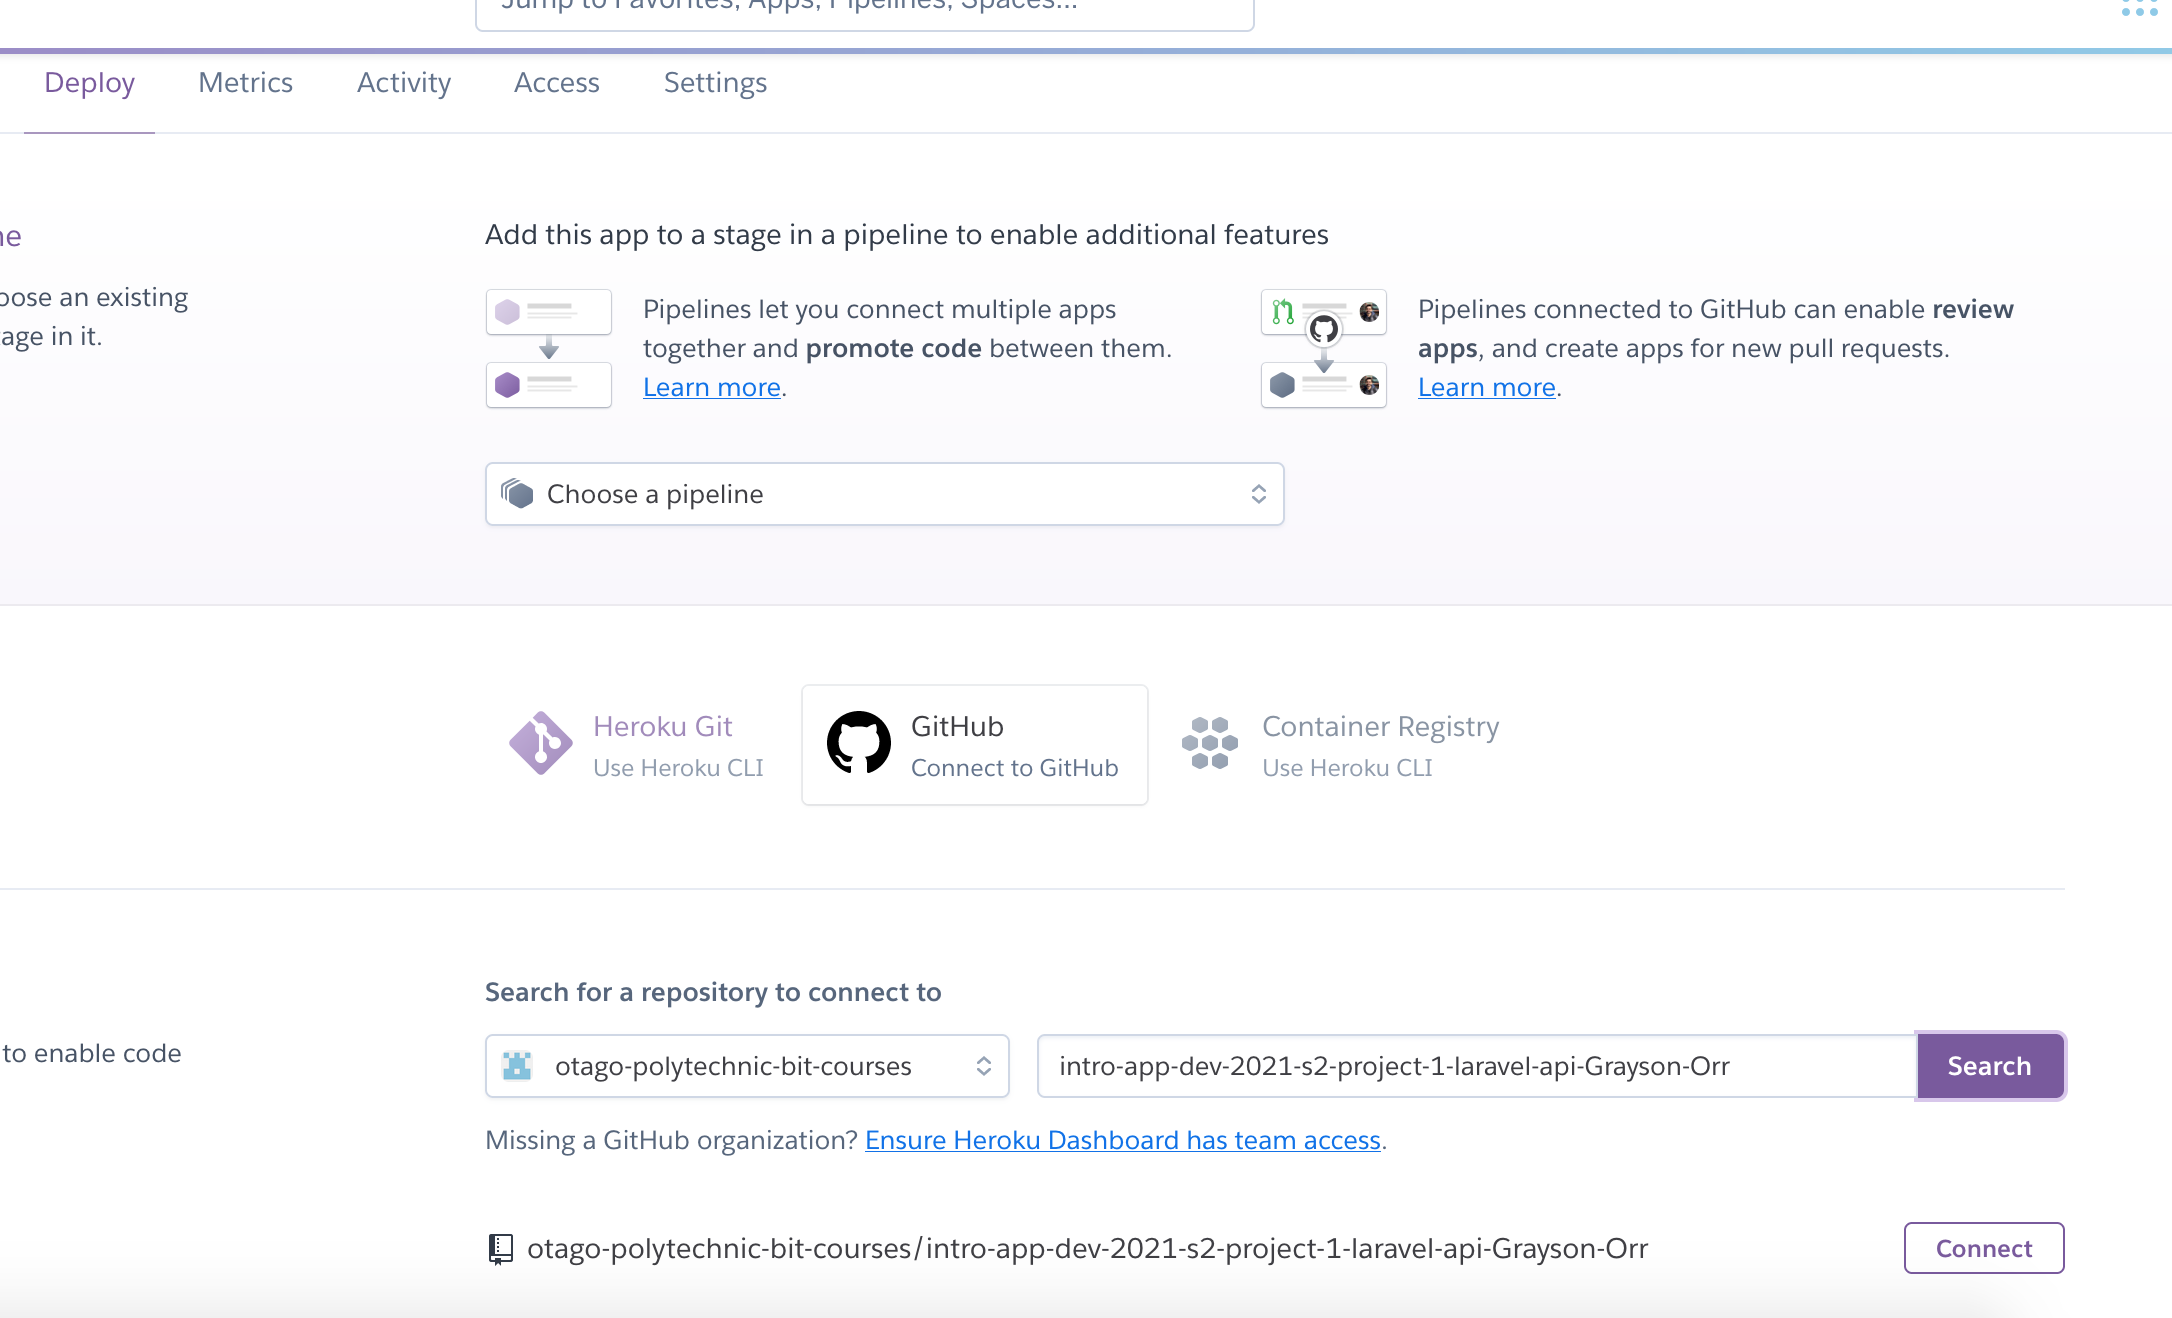 Jump to Favorites, Apps, Pipelines, Spaces...
Deploy Metrics Activity Access Settings
Add this app to a stage in a pipeline to enable additional features
oose an existing
age in it.
Pipelines let you connect multiple apps
together and promote code between them.
Learn more.
Pipelines connected to GitHub can enable review
apps, and create apps for new pull requests.
Learn more.
Choose a pipeline
Heroku Git
Use Heroku CLI
GitHub
Connect to GitHub
Container Registry
Use Heroku CLI
Search for a repository to connect to
to enable code
otago-polytechnic-bit-courses
intro-app-dev-2021-s2-project-1-laravel-api-Grayson-Orr
Search
Missing a GitHub organization? Ensure Heroku Dashboard has team access.
otago-polytechnic-bit-courses/intro-app-dev-2021-s2-project-1-laravel-api-Grayson-Orr
Connect